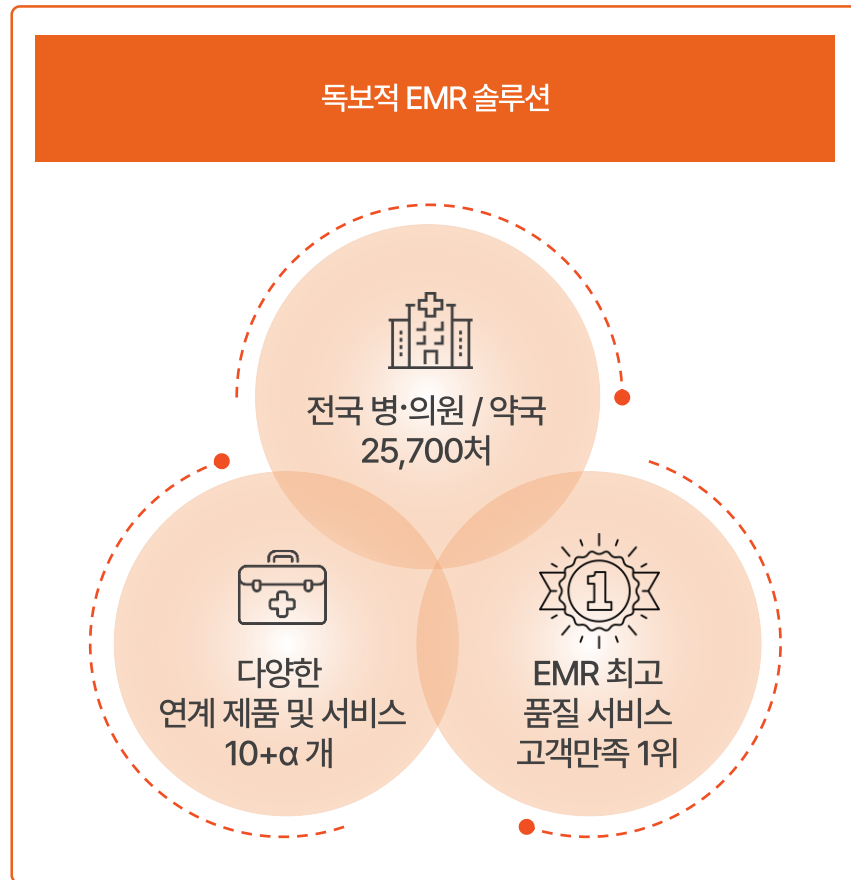 독보적 EMR 솔루션
전국 병·의원 / 약국
25,700처
다양한
연계 제품 및 서비스
10+α 개
1
EMR 최고
품질 서비스
고객만족 1위